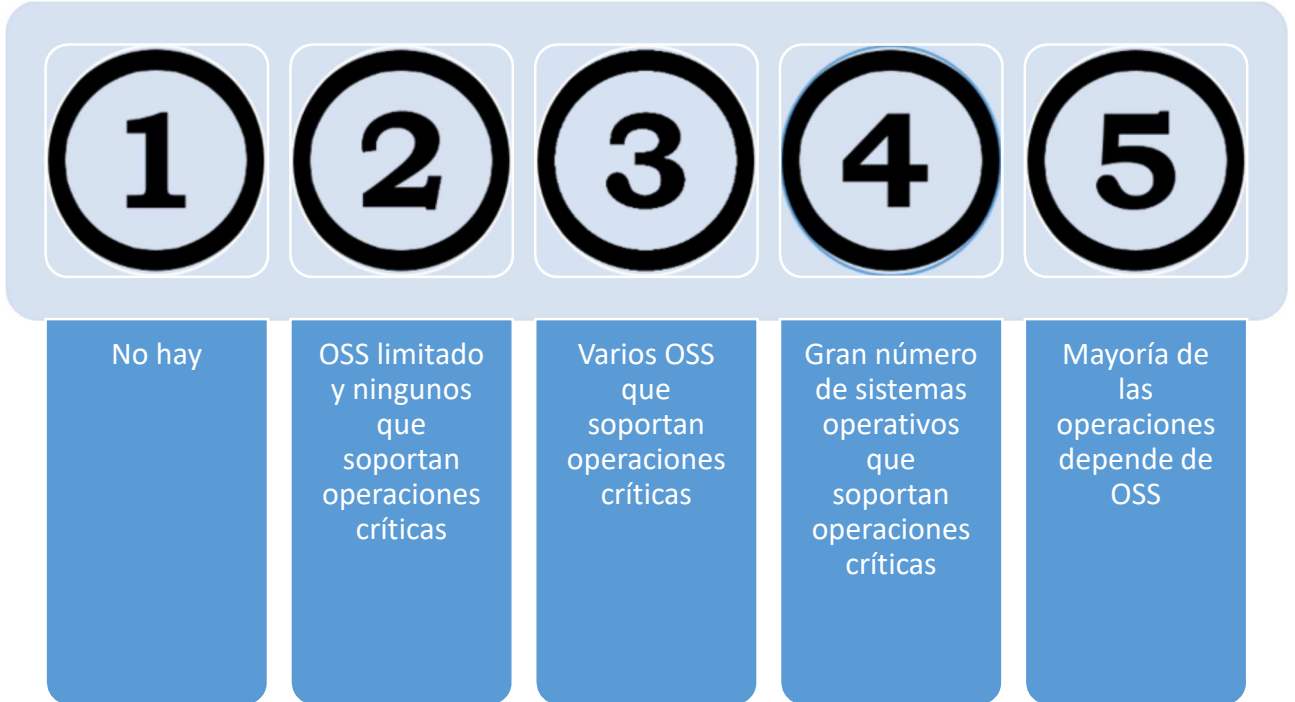 1
2
3
4
5
No hay
OSS limitado
y ningunos
que
soportan
operaciones
críticas
Varios OSS
que
soportan
operaciones
críticas
Gran número
de sistemas
operativos
que
soportan
operaciones
críticas
Mayoría de
las
operaciones
depende de
OSS